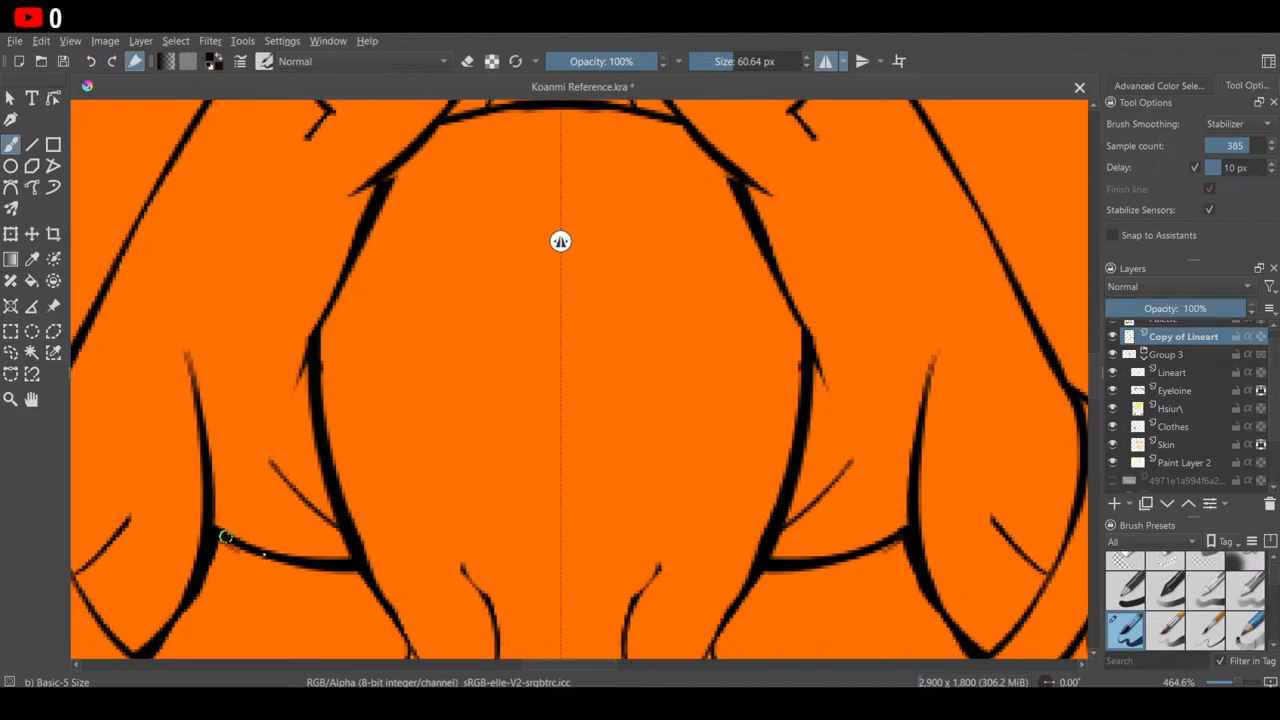 0
File Edit View Image Layer Select Filter Tools Settings Window Help
Normal Opacity: 100% Size: 60.64 px
Koanmi Reference.kra *
Advanced Color Selec... Tool Opti...
Tool Options
Brush Smoothing: Stabilizer
Sample count: 385
Delay: 10 px
Finish line:
Stabilize Sensors:
Snap to Assistants
Layers
Normal
Opacity: 100%
Copy of Lineart
Group 3
Lineart
Eyeloine
Hsiur\
Clothes
Skin
Paint Layer 2
4971e1a994f6a2...
Brush Presets
All Tag
Search Filter in Tag
b) Basic-5 Size RGB/Alpha (8-bit integer/channel) sRGB-elle-V2-srgbtrc.icc 2,900 x 1,800 (306.2 MiB) 0.00° 464.6%